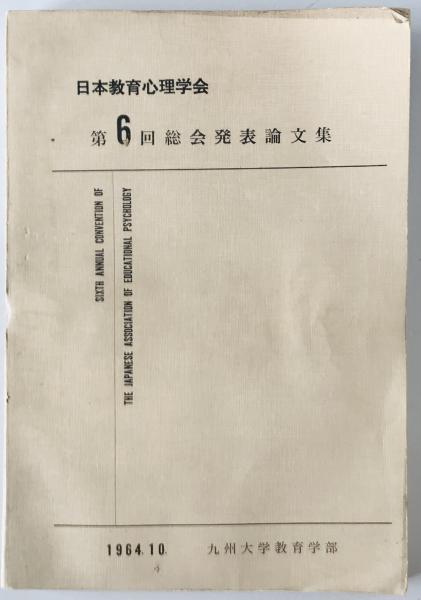 日本教育心理学会
第6回総会発表論文集
SIXTH ANNUAL CONVENTION OF
THE JAPANESE ASSOCIATION OF EDUCATIONAL PSYCHOLOGY
1964.10. 九州大学教育学部